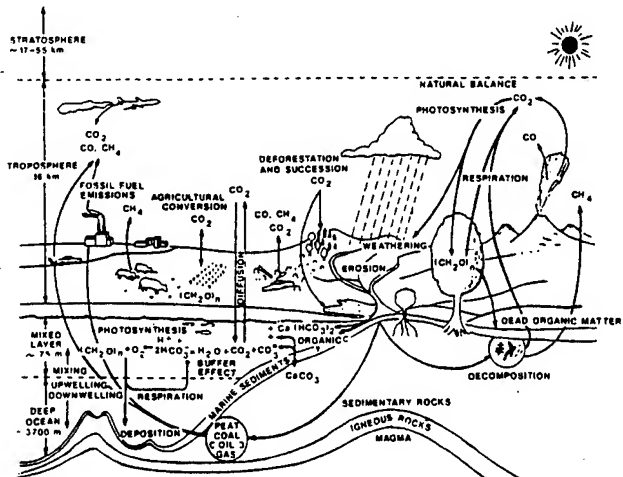 STRATOSPHERE
~17-55 km
NATURAL BALANCE
PHOTOSYNTHESIS
CO2
CO2
CO, CH4
TROPOSPHERE
16 km
DEFORESTATION
AND SUCCESSION
CO2
CO
RESPIRATION
CH4
FOSSIL FUEL
EMISSIONS
AGRICULTURAL
CONVERSION
CO2
CO2
CH4
CO, CH4
CO2
WEATHERING
EROSION
(CH2O)n
(CH2O)n
DIFFUSION
DEAD ORGANIC MATTER
MIXED
LAYER
~ 75 m
PHOTOSYNTHESIS
Ca (HCO3)2
ORGANIC
(CH2O)n+O2
2HCO3=H2O+CO2+CO3
EFFECT
CaCO3
MIXING
UPWELLING
DOWNWELLING
RESPIRATION
MARINE SEDIMENTS
DECOMPOSITION
DEEP
OCEAN
3700 m
DEPOSITION
PEAT
COAL
OIL
GAS
SEDIMENTARY ROCKS
IGNEOUS ROCKS
MAGMA